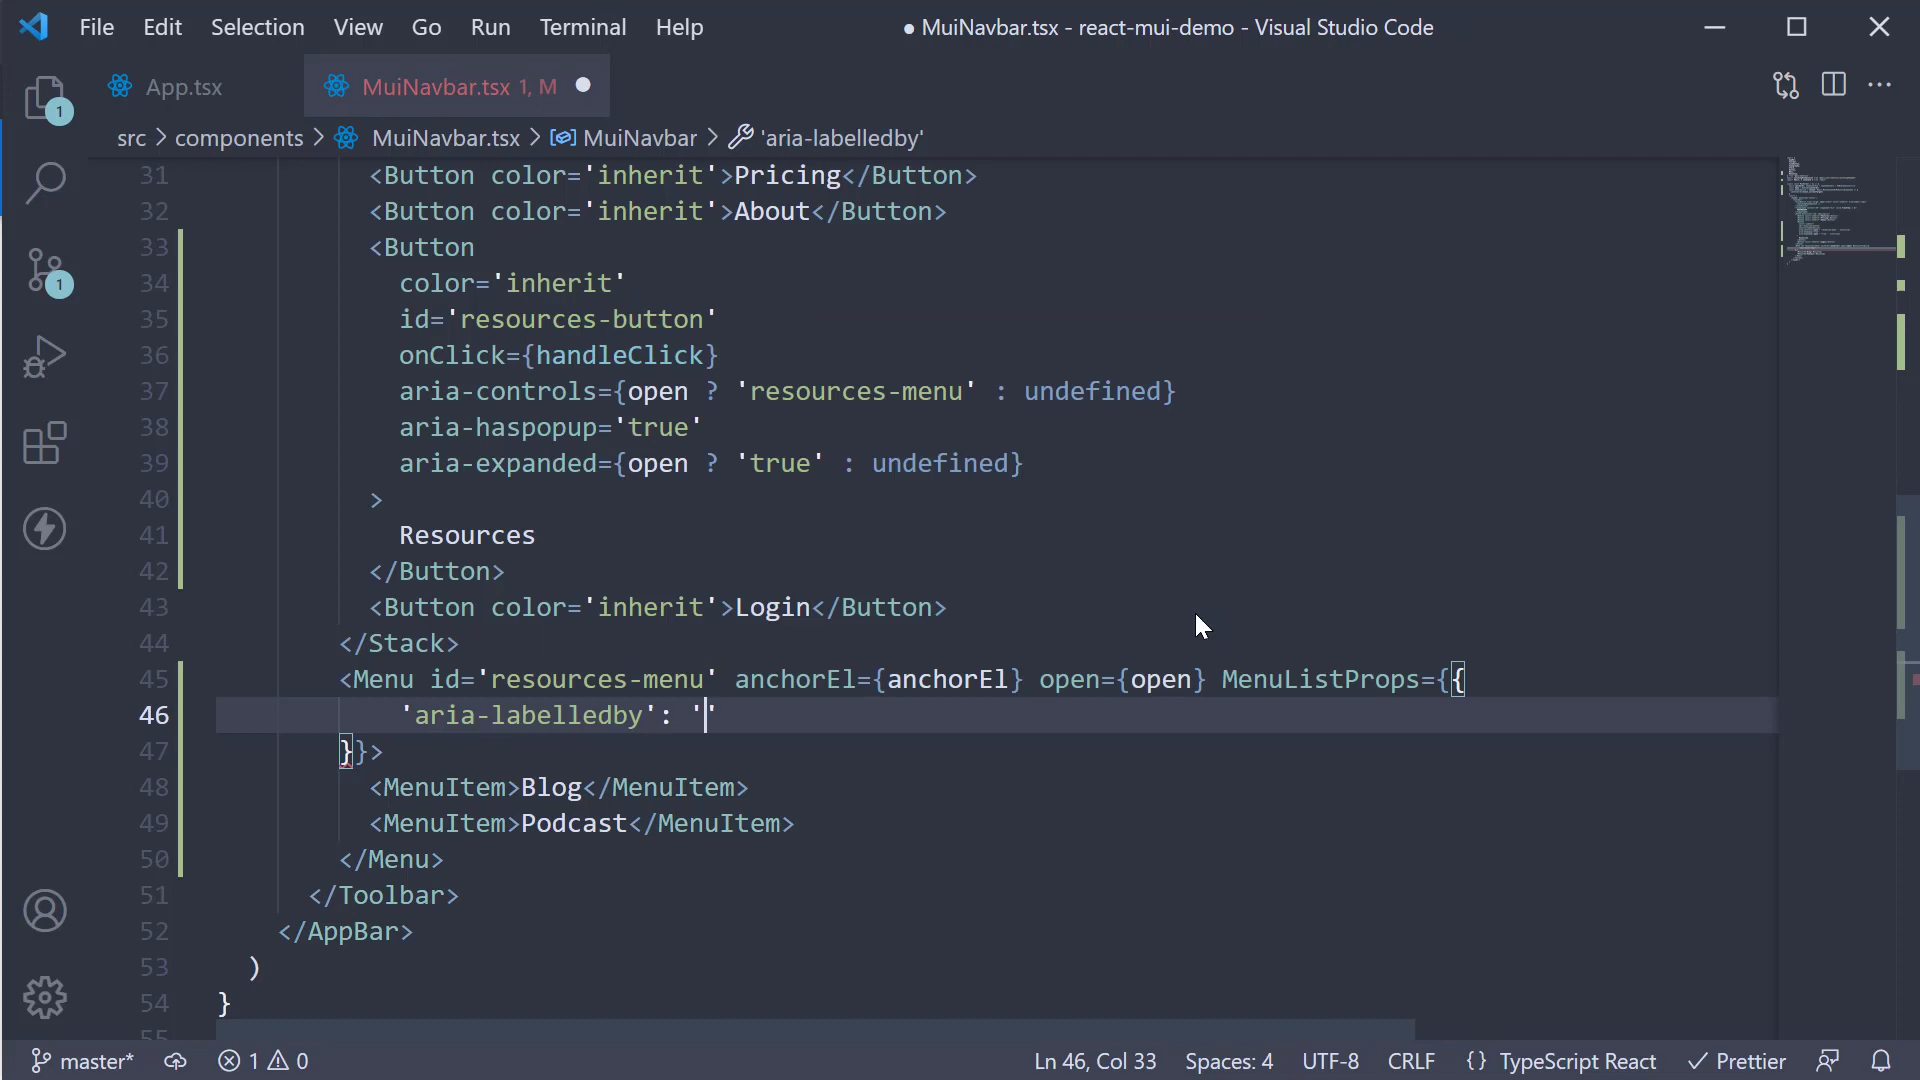 File Edit Selection View Go Run Terminal Help ● MuiNavbar.tsx - react-mui-demo - Visual Studio Code
App.tsx MuiNavbar.tsx 1, M
src > components > MuiNavbar.tsx > MuiNavbar > 'aria-labelledby'
31 <Button color='inherit'>Pricing</Button>
32 <Button color='inherit'>About</Button>
33 <Button
34 color='inherit'
35 id='resources-button'
36 onClick={handleClick}
37 aria-controls={open ? 'resources-menu' : undefined}
38 aria-haspopup='true'
39 aria-expanded={open ? 'true' : undefined}
40 >
41 Resources
42 </Button>
43 <Button color='inherit'>Login</Button>
44 </Stack>
45 <Menu id='resources-menu' anchorEl={anchorEl} open={open} MenuListProps={{
46 'aria-labelledby': ''
47 }}>
48 <MenuItem>Blog</MenuItem>
49 <MenuItem>Podcast</MenuItem>
50 </Menu>
51 </Toolbar>
52 </AppBar>
53 )
54 }
55
1
1
master* 1 0 Ln 46, Col 33 Spaces: 4 UTF-8 CRLF {} TypeScript React ✓ Prettier